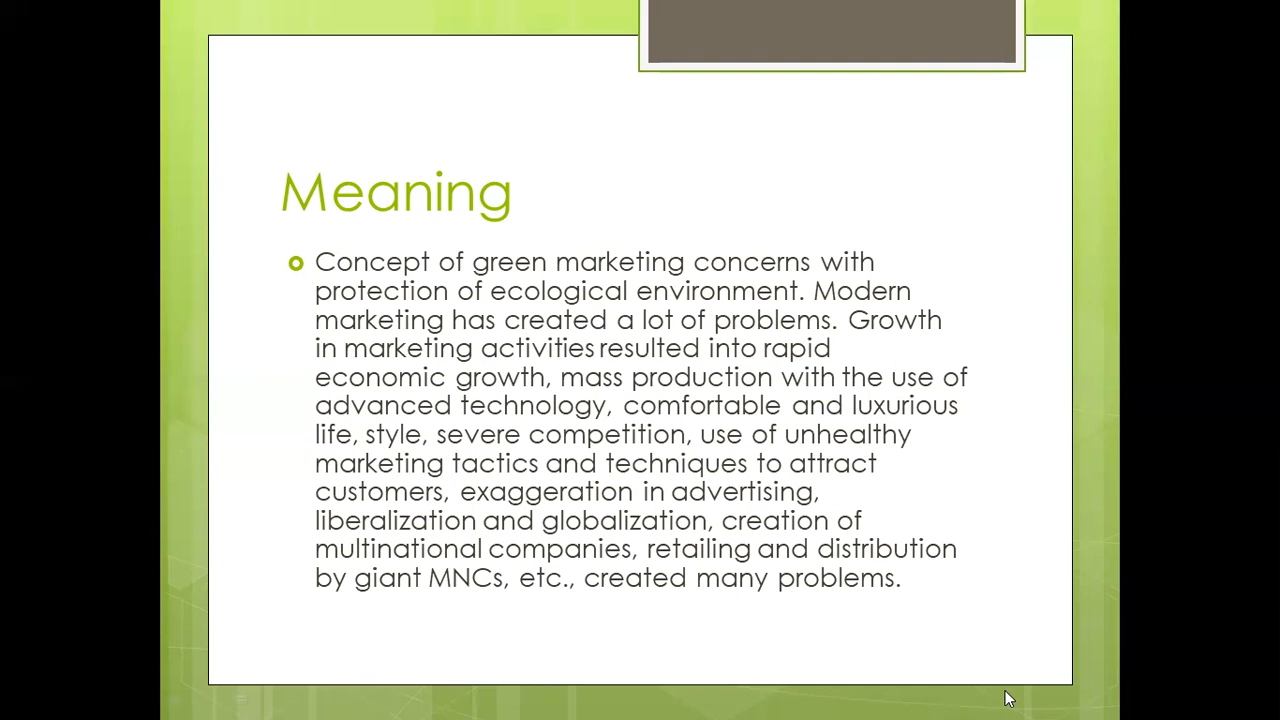 Meaning
Concept of green marketing concerns with
protection of ecological environment. Modern
marketing has created a lot of problems. Growth
in marketing activities resulted into rapid
economic growth, mass production with the use of
advanced technology, comfortable and luxurious
life, style, severe competition, use of unhealthy
marketing tactics and techniques to attract
customers, exaggeration in advertising,
liberalization and globalization, creation of
multinational companies, retailing and distribution
by giant MNCs, etc., created many problems.